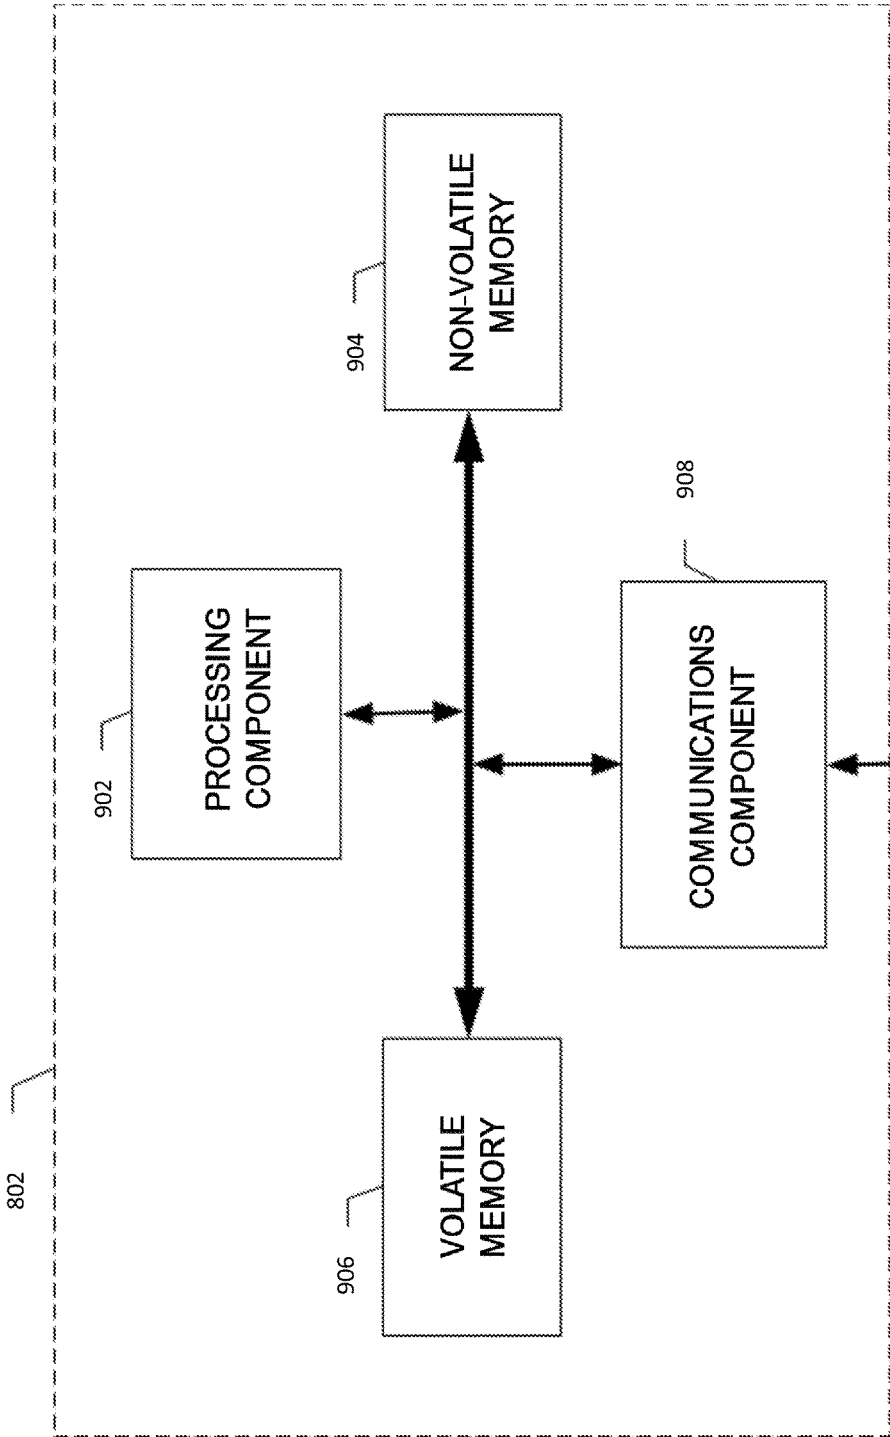 802
902
PROCESSING
COMPONENT
906
VOLATILE
MEMORY
904
NON-VOLATILE
MEMORY
908
COMMUNICATIONS
COMPONENT